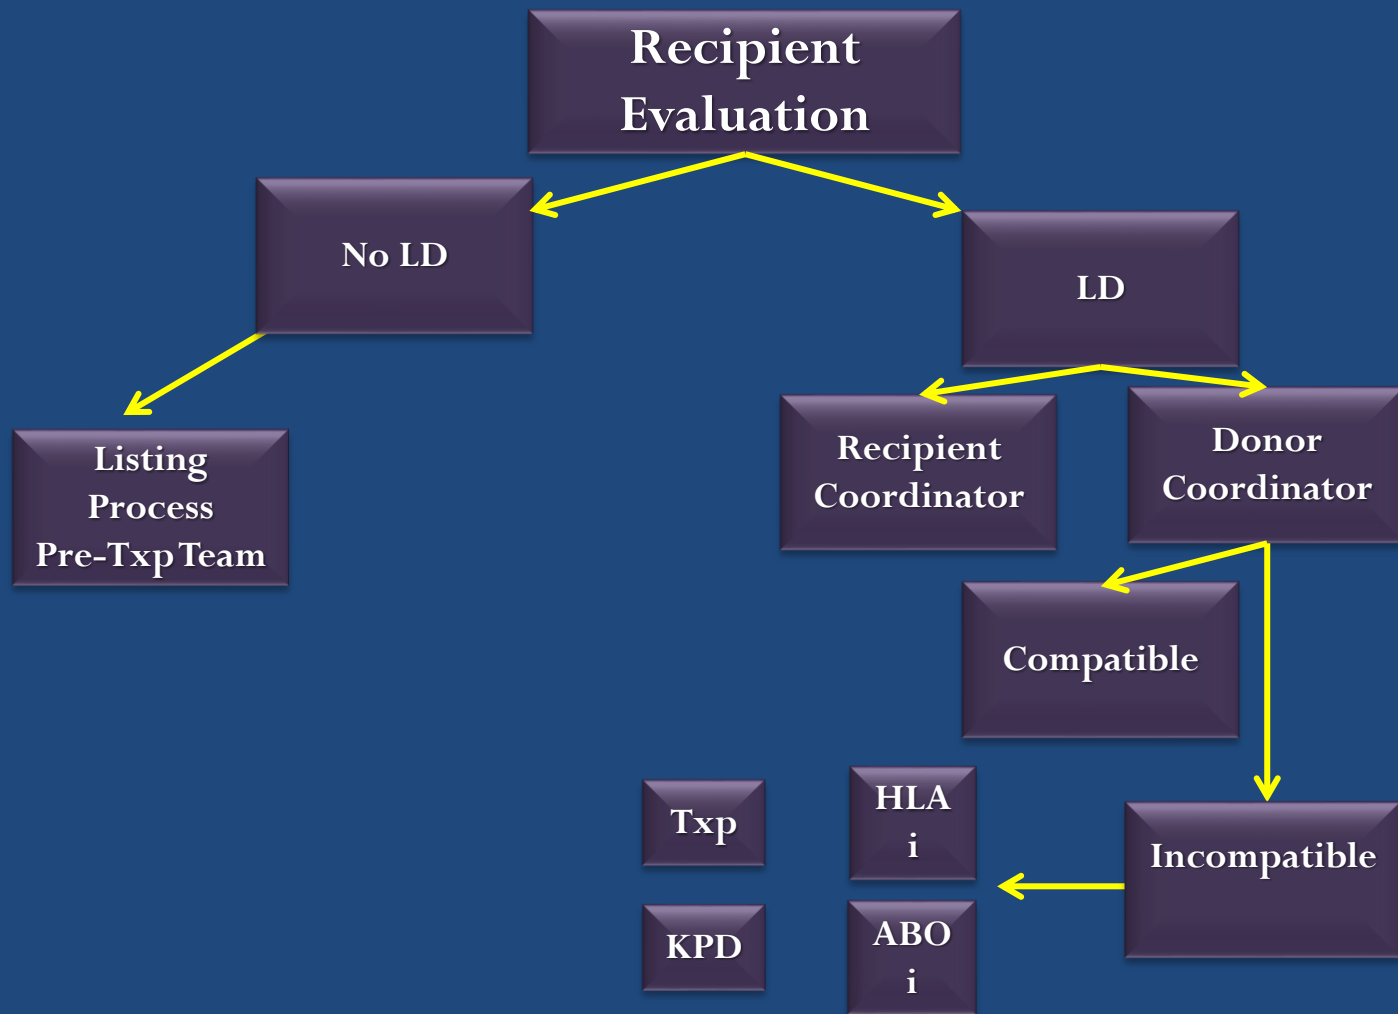 Recipient
Evaluation
No LD
LD
Listing
Process
Pre-Txp Team
Recipient
Coordinator
Donor
Coordinator
Compatible
Txp
HLA
i
Incompatible
KPD
ABO
i